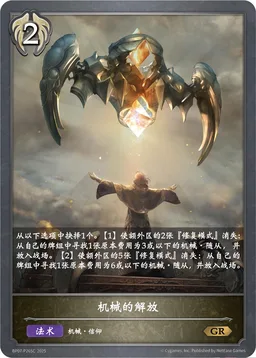 2
从以下选项中抉择1个。【1】使额外区的2张『修复模式』消失：
从自己的牌组中寻找1张原本费用为3或以下的机械·随从，并
放入战场。【2】使额外区的5张『修复模式』消失：从自己的
牌组中寻找1张原本费用为6或以下的机械·随从，并放入战场。
机械的解放
法术
机械·信仰
GR